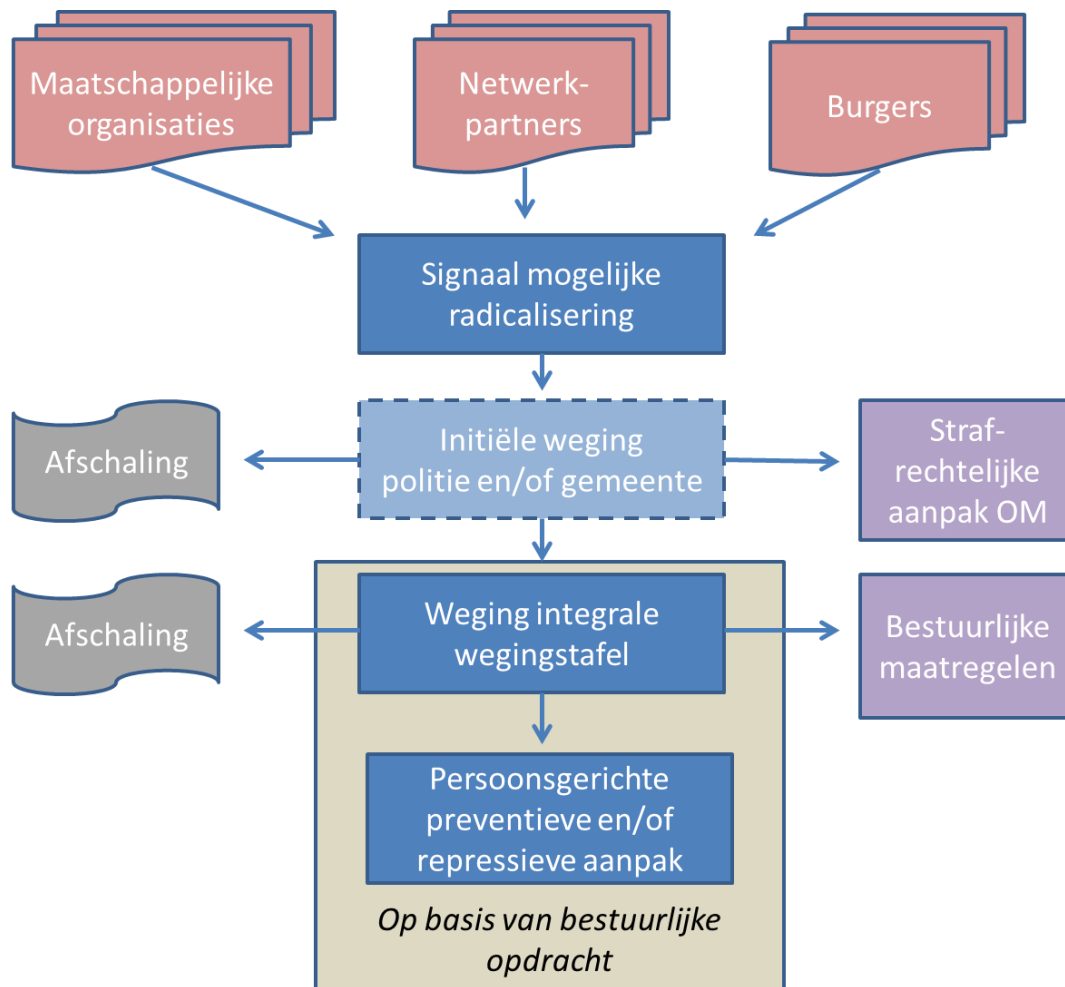 Maatschappelijke
organisaties
Netwerk-
partners
Burgers
Signaal mogelijke
radicalisering
Afschaling
Initiële weging
politie en/of gemeente
Straf-
rechtelijke
aanpak OM
Afschaling
Weging integrale
wegingstafel
Bestuurlijke
maatregelen
Persoonsgerichte
preventieve en/of
repressieve aanpak
Op basis van bestuurlijke
opdracht